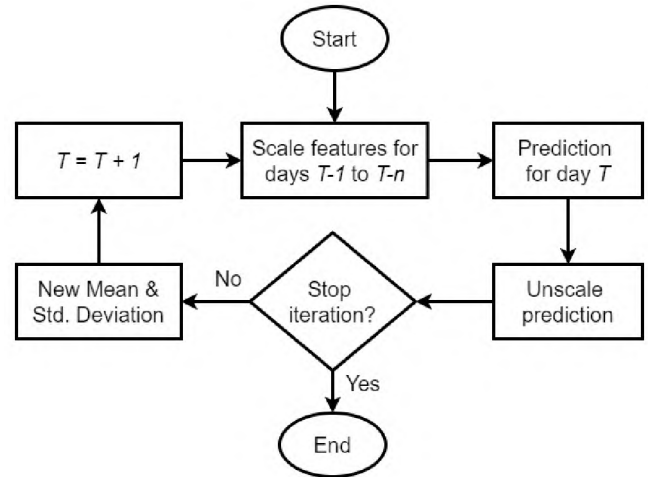 Start
T = T + 1
Scale features for
days T-1 to T-n
Prediction
for day T
New Mean &
Std. Deviation
No
Stop
iteration?
Unscale
prediction
Yes
End